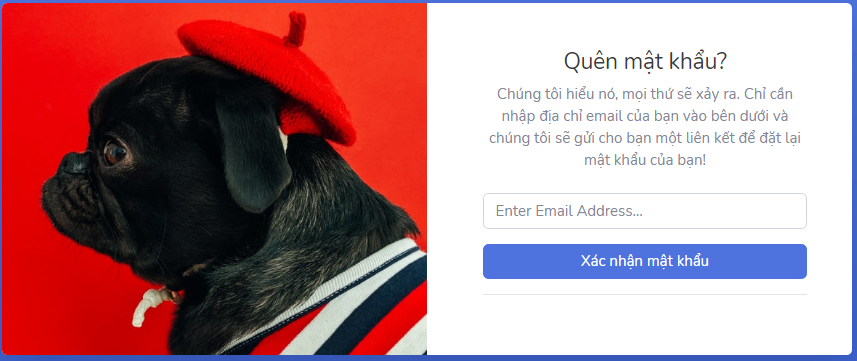 Quên mật khẩu?
Chúng tôi hiểu nó, mọi thứ sẽ xảy ra. Chỉ cần
nhập địa chỉ email của bạn vào bên dưới và
chúng tôi sẽ gửi cho bạn một liên kết để đặt lại
mật khẩu của bạn!
Enter Email Address...
Xác nhận mật khẩu